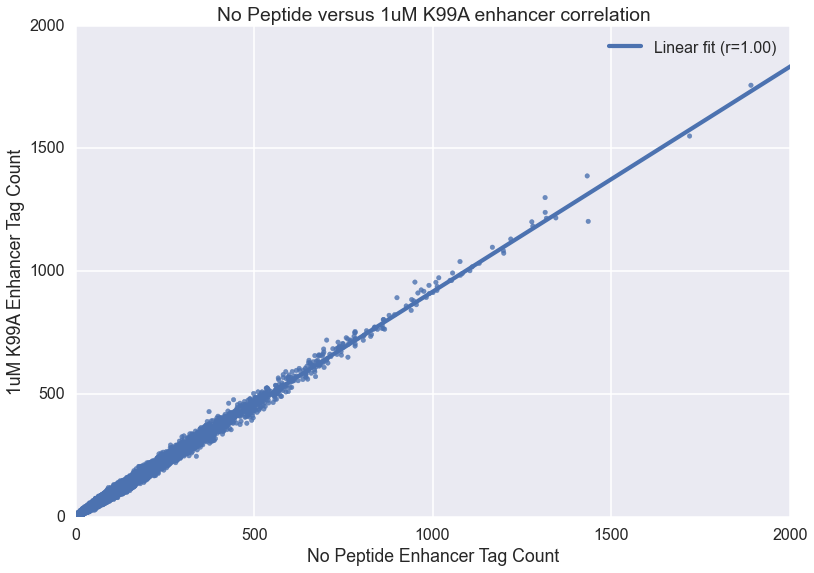 No Peptide versus 1uM K99A enhancer correlation
Linear fit (r=1.00)
2000
1500
1000
500
0
1uM K99A Enhancer Tag Count
0 500 1000 1500 2000
No Peptide Enhancer Tag Count